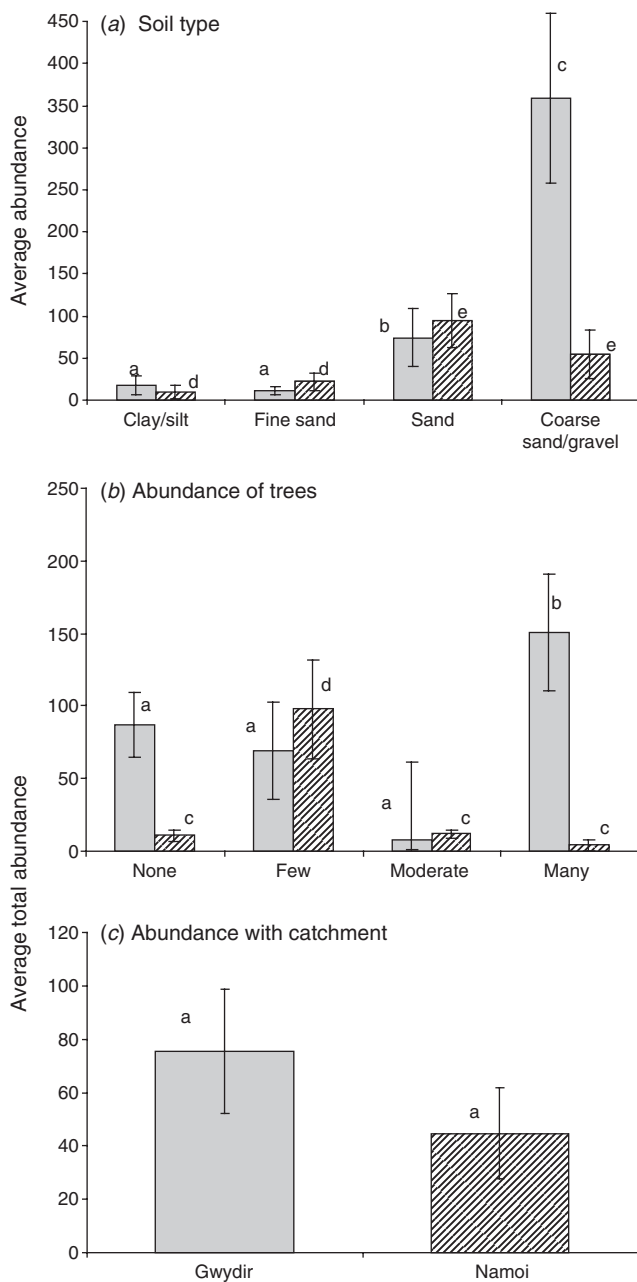 (a) Soil type
450
400
350
300
250
200
150
100
50
0
Average abundance
a
d
a
d
b
e
c
e
Clay/silt
Fine sand
Sand
Coarse
sand/gravel
(b) Abundance of trees
250
200
150
100
50
0
a
c
a
d
a
c
b
c
None
Few
Moderate
Many
Average total abundance
(c) Abundance with catchment
120
100
80
60
40
20
0
a
a
Gwydir
Namoi